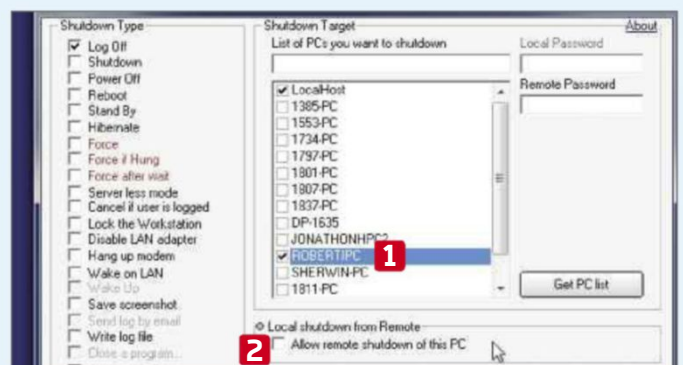 Shutdown Type
Log Off
Shutdown
Power Off
Reboot
Stand By
Hibernate
Force
Force if Hung
Force after wait
Server less mode
Cancel if user is logged
Lock the Workstation
Disable LAN adapter
Hang up modem
Wake on LAN
Wake Up
Save screenshot
Send log by email
Write log file
Close a program...
Shutdown Target
About
List of PCs you want to shutdown
Local Password
Remote Password
LocalHost
1385-PC
1553-PC
1734-PC
1797-PC
1801-PC
1807-PC
1837-PC
DP-1635
JONATHONHPC2
ROBERTIPC
1
SHERWIN-PC
1811-PC
Get PC list
Local shutdown from Remote
2
Allow remote shutdown of this PC